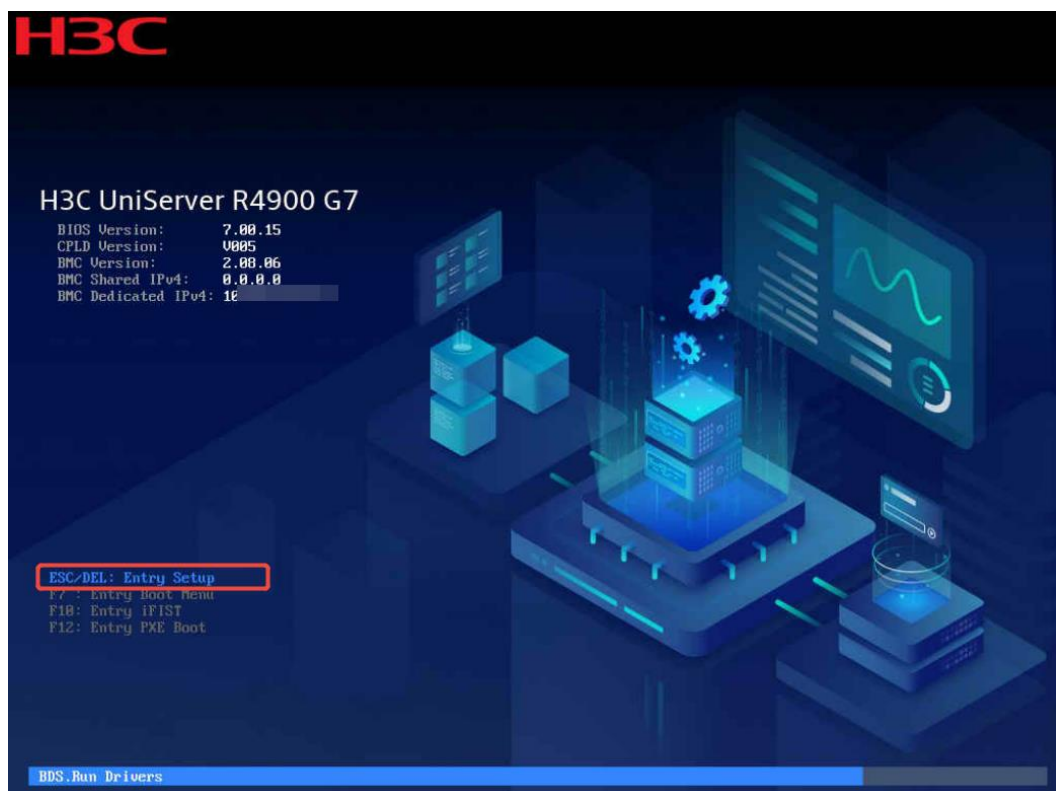 H3C
H3C UniServer R4900 G7
BIOS Version: 7.00.15
CPLD Version: V005
BMC Version: 2.08.06
BMC Shared IPv4: 0.0.0.0
BMC Dedicated IPv4: 10
ESC/DEL: Entry Setup
F7 : Entry Boot Menu
F10: Entry iFIST
F12: Entry PXE Boot
BDS.Run Drivers